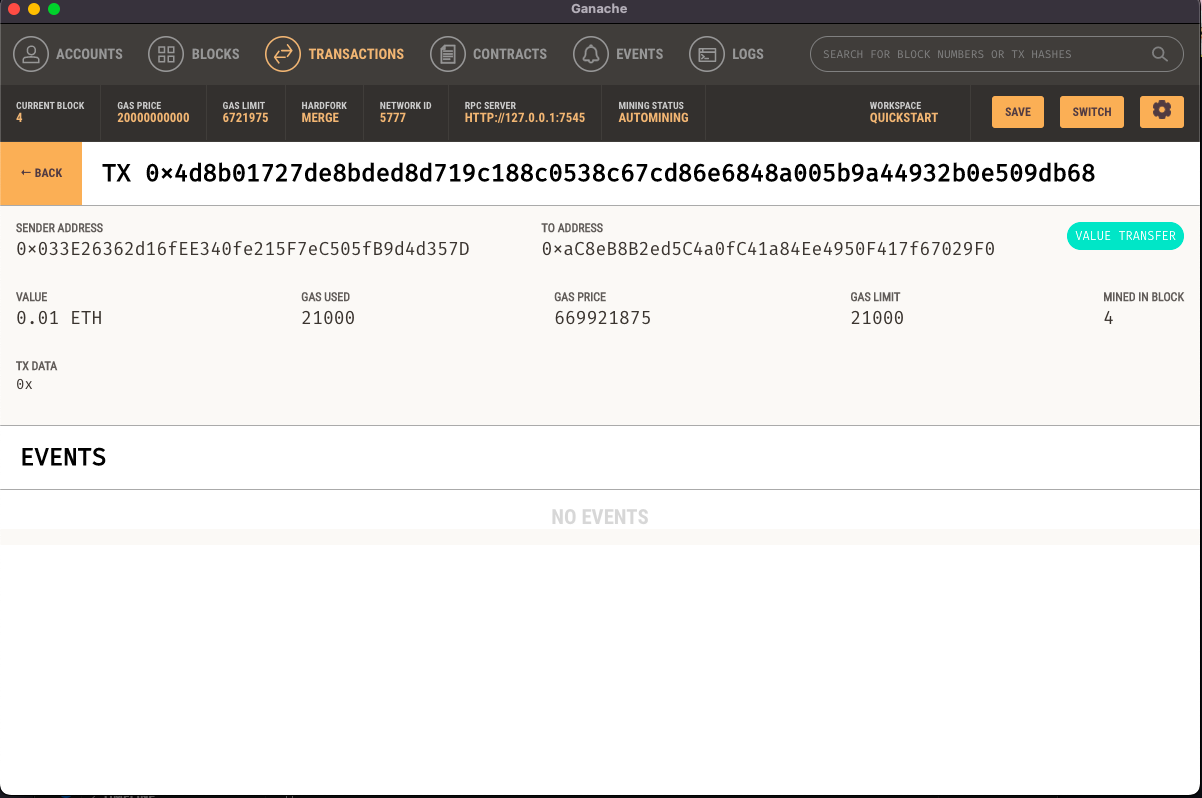 Ganache
ACCOUNTS BLOCKS TRANSACTIONS CONTRACTS EVENTS LOGS SEARCH FOR BLOCK NUMBERS OR TX HASHES
CURRENT BLOCK GAS PRICE GAS LIMIT HARDFORK NETWORK ID RPC SERVER MINING STATUS WORKSPACE
4 20000000000 6721975 MERGE 5777 HTTP://127.0.0.1:7545 AUTOMINING QUICKSTART
SAVE SWITCH
← BACK TX 0×4d8b01727de8bded8d719c188c0538c67cd86e6848a005b9a44932b0e509db68
SENDER ADDRESS TO ADDRESS
0×033E26362d16fEE340fe215F7eC505fB9d4d357D 0×aC8eB8B2ed5C4a0fC41a84Ee4950F417f67029F0 VALUE TRANSFER
VALUE GAS USED GAS PRICE GAS LIMIT MINED IN BLOCK
0.01 ETH 21000 669921875 21000 4
TX DATA
0x
EVENTS
NO EVENTS